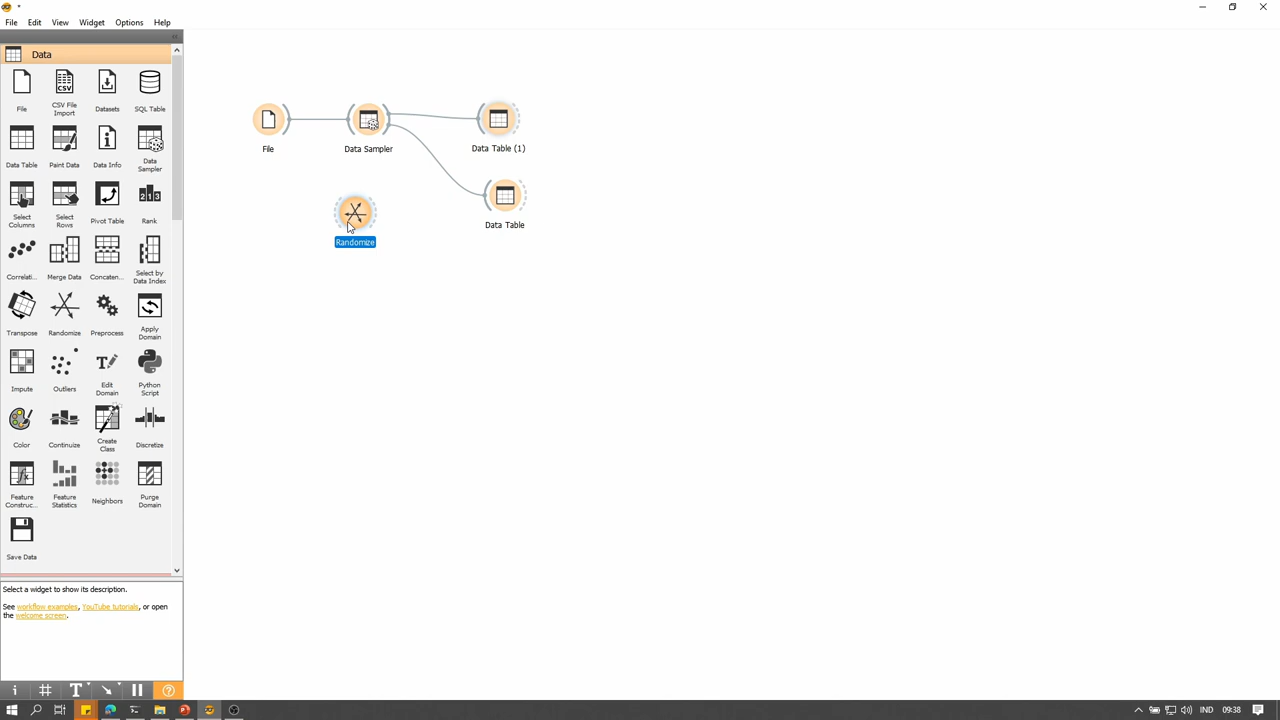 File Edit View Widget Options Help
Data
File
CSV File
Import
Datasets
SQL Table
Data Table
Paint Data
Data Info
Data
Sampler
Select
Columns
Select
Rows
Pivot Table
Rank
Correlati...
Merge Data
Concaten...
Select by
Data Index
Transpose
Randomize
Preprocess
Apply
Domain
Impute
Outliers
Edit
Domain
Python
Script
Color
Continuize
Create
Class
Discretize
Feature
Construc...
Feature
Statistics
Neighbors
Purge
Domain
Save Data
Select a widget to show its description.
See workflow examples, YouTube tutorials, or open
the welcome screen.
File
Data Sampler
Data Table (1)
Data Table
Randomize
IND
09:38